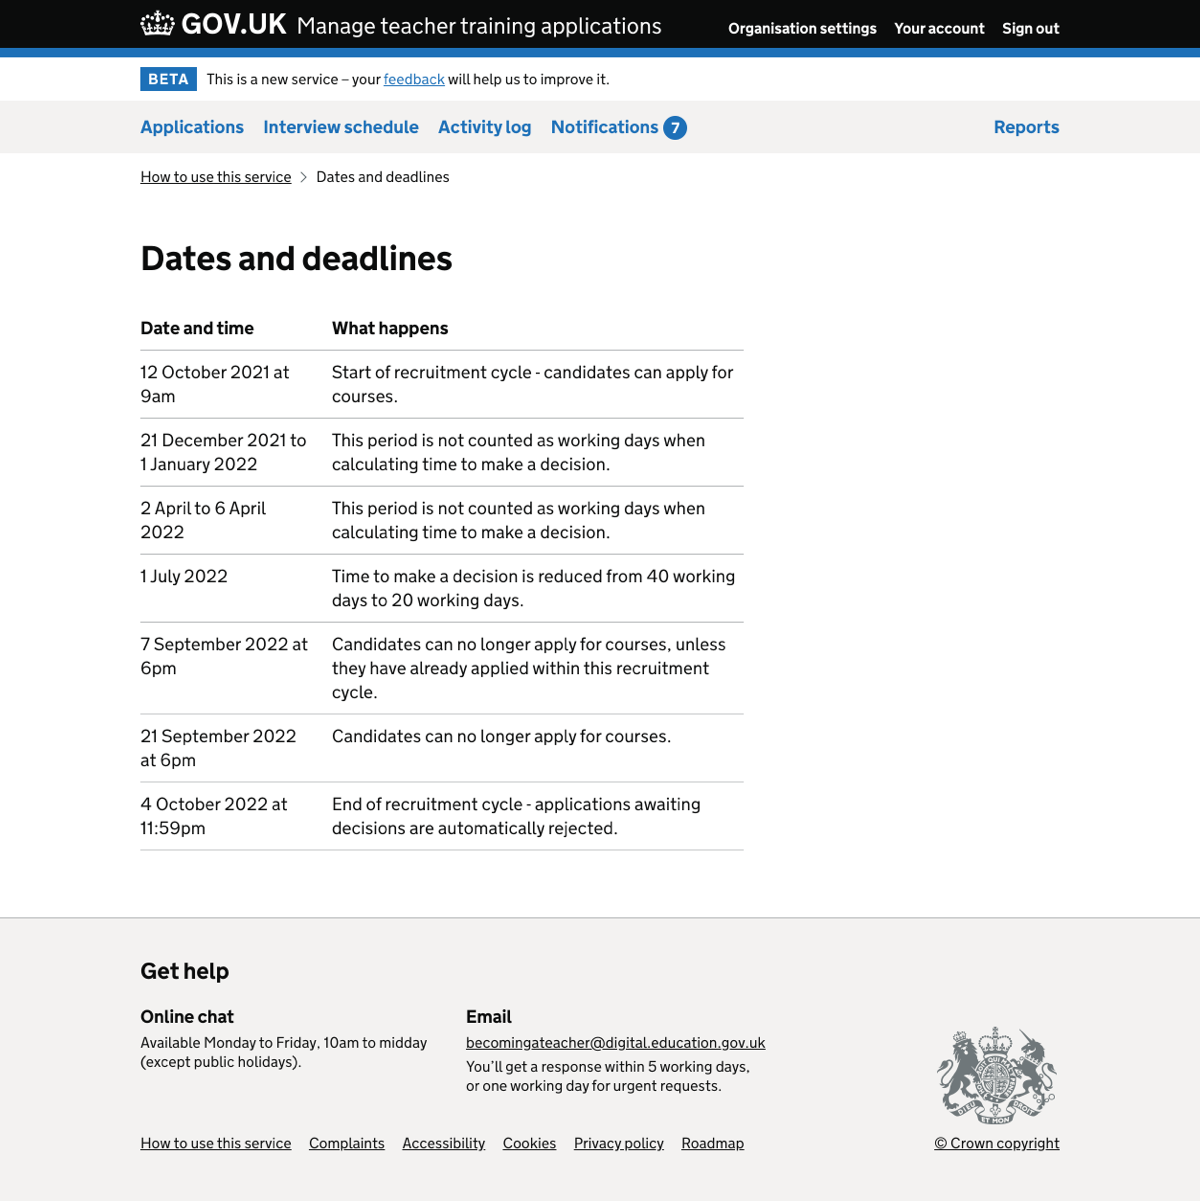 GOV.UK Manage teacher training applications Organisation settings Your account Sign out
BETA This is a new service – your feedback will help us to improve it.
Applications Interview schedule Activity log Notifications 7 Reports
How to use this service > Dates and deadlines
Dates and deadlines
Date and time What happens
12 October 2021 at Start of recruitment cycle - candidates can apply for
9am courses.
21 December 2021 to This period is not counted as working days when
1 January 2022 calculating time to make a decision.
2 April to 6 April This period is not counted as working days when
2022 calculating time to make a decision.
1 July 2022 Time to make a decision is reduced from 40 working
days to 20 working days.
7 September 2022 at Candidates can no longer apply for courses, unless
6pm they have already applied within this recruitment
cycle.
21 September 2022 Candidates can no longer apply for courses.
at 6pm
4 October 2022 at End of recruitment cycle - applications awaiting
11:59pm decisions are automatically rejected.
Get help
Online chat Email
Available Monday to Friday, 10am to midday becomingateacher@digital.education.gov.uk
(except public holidays). You’ll get a response within 5 working days,
or one working day for urgent requests.
DIEU ET MON DROIT
How to use this service Complaints Accessibility Cookies Privacy policy Roadmap © Crown copyright